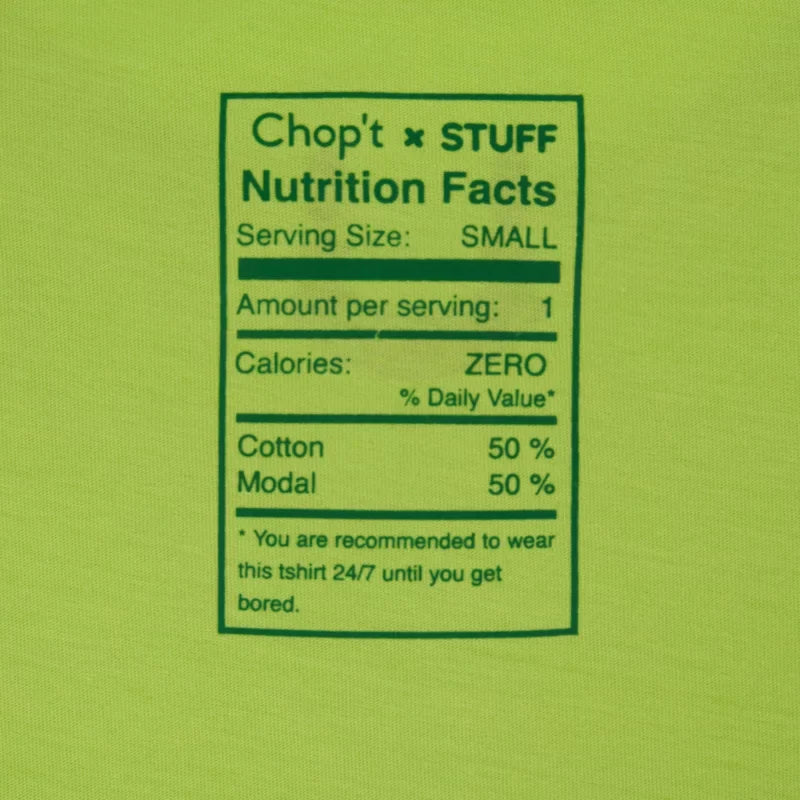 Chop't × STUFF
Nutrition Facts
Serving Size: SMALL
Amount per serving: 1
Calories: ZERO
% Daily Value*
Cotton 50 %
Modal 50 %
* You are recommended to wear
this tshirt 24/7 until you get
bored.